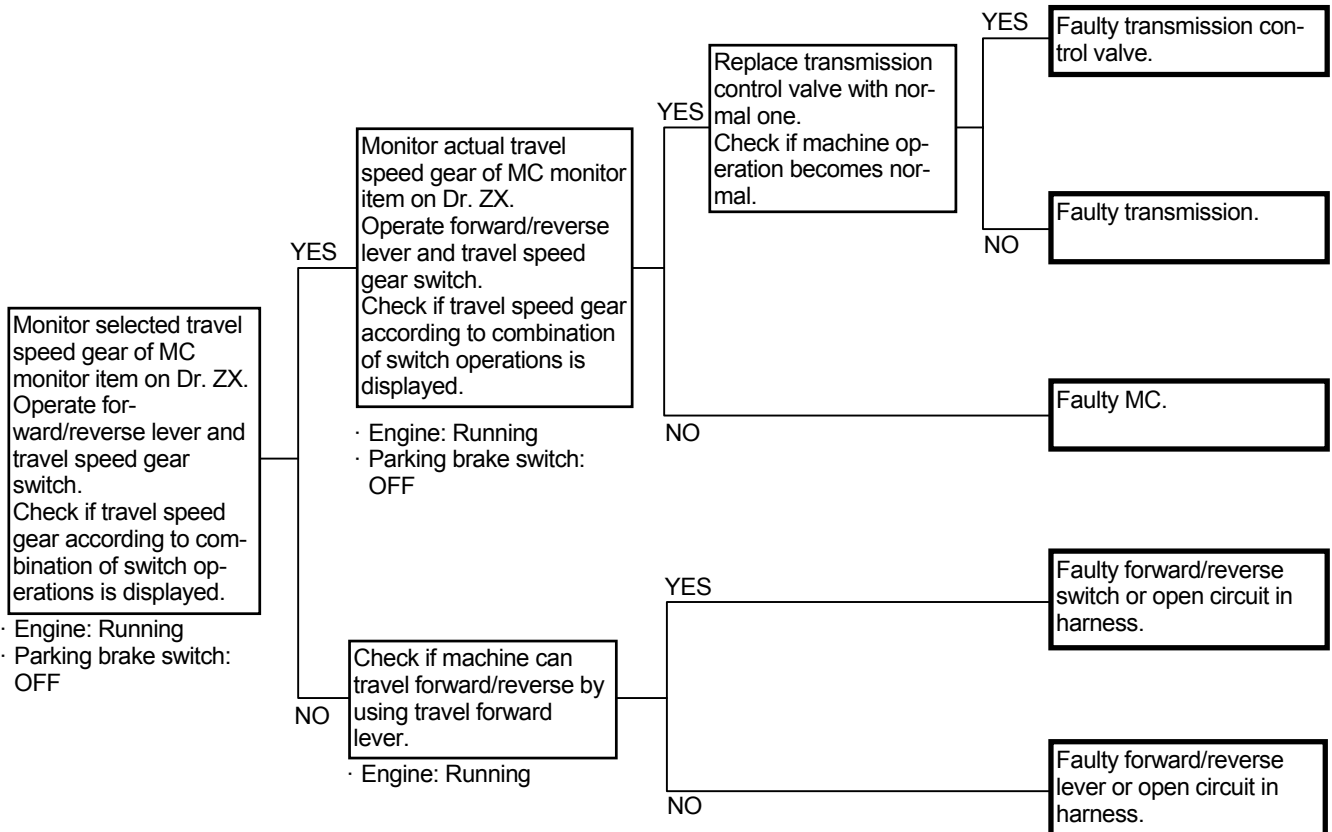 Monitor selected travel
speed gear of MC
monitor item on Dr. ZX.
Operate for-
ward/reverse lever and
travel speed gear
switch.
Check if travel speed
gear according to com-
bination of switch op-
erations is displayed.
· Engine: Running
· Parking brake switch:
OFF
YES
Monitor actual travel
speed gear of MC monitor
item on Dr. ZX.
Operate forward/reverse
lever and travel speed
gear switch.
Check if travel speed gear
according to combination
of switch operations is
displayed.
· Engine: Running
· Parking brake switch:
OFF
YES
Replace transmission
control valve with nor-
mal one.
Check if machine op-
eration becomes nor-
mal.
YES
Faulty transmission con-
trol valve.
NO
Faulty transmission.
NO
Faulty MC.
NO
Check if machine can
travel forward/reverse by
using travel forward
lever.
· Engine: Running
YES
Faulty forward/reverse
switch or open circuit in
harness.
NO
Faulty forward/reverse
lever or open circuit in
harness.